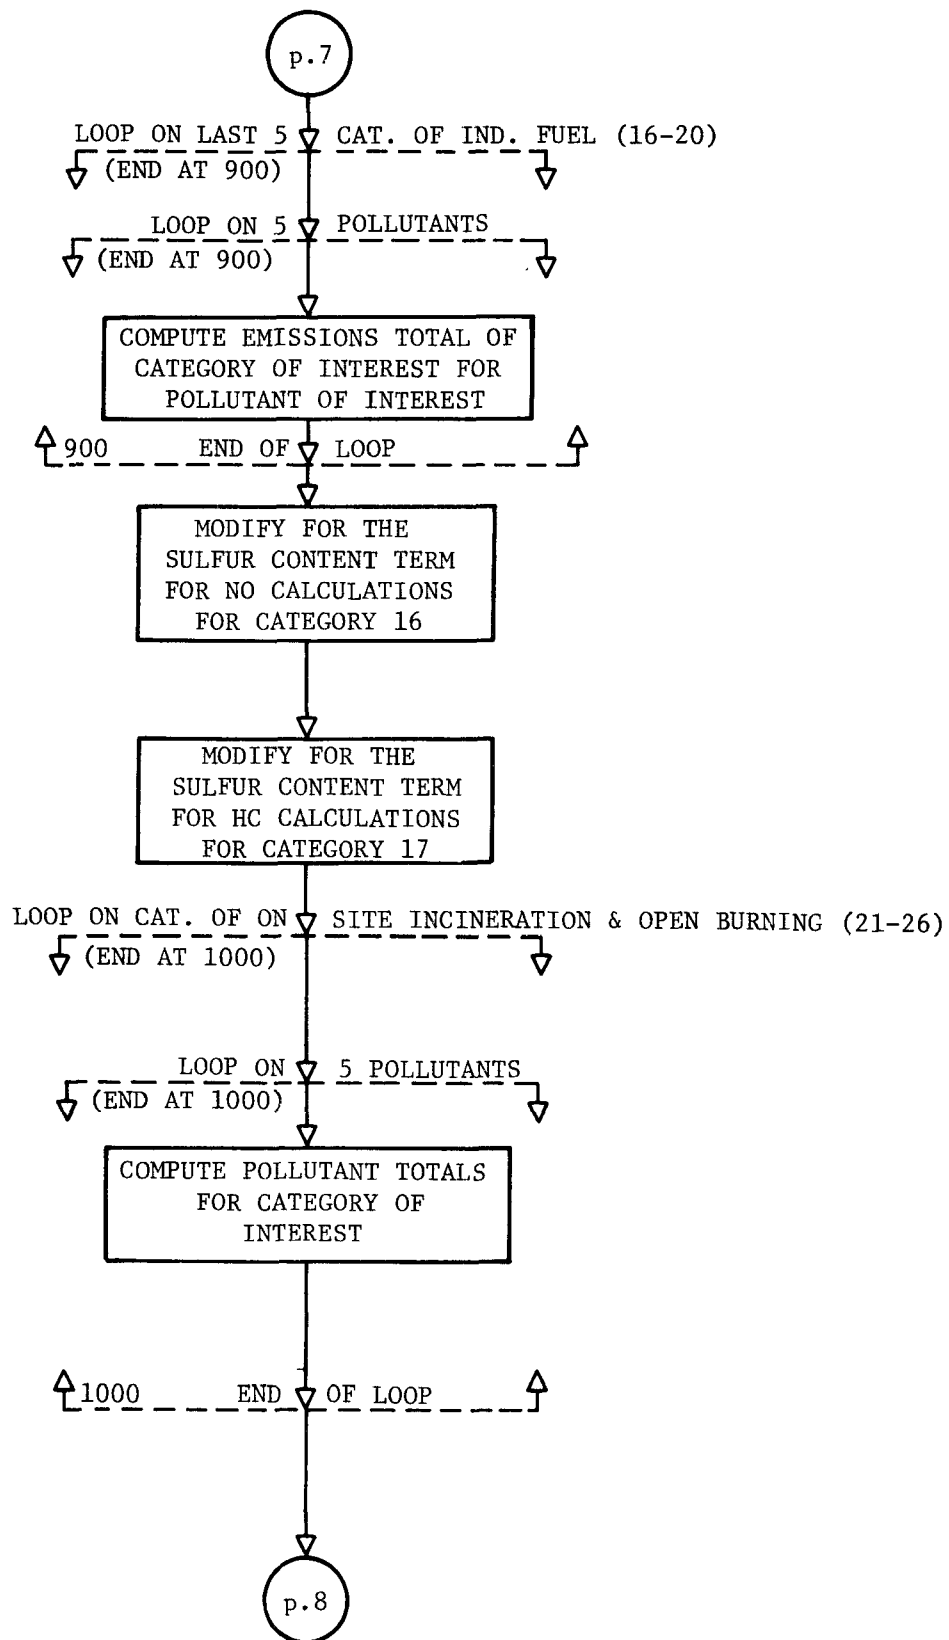 p.7
LOOP ON LAST 5 CAT. OF IND. FUEL (16-20)
(END AT 900)
LOOP ON 5 POLLUTANTS
(END AT 900)
COMPUTE EMISSIONS TOTAL OF
CATEGORY OF INTEREST FOR
POLLUTANT OF INTEREST
900 END OF LOOP
MODIFY FOR THE
SULFUR CONTENT TERM
FOR NO CALCULATIONS
FOR CATEGORY 16
MODIFY FOR THE
SULFUR CONTENT TERM
FOR HC CALCULATIONS
FOR CATEGORY 17
LOOP ON CAT. OF ON SITE INCINERATION & OPEN BURNING (21-26)
(END AT 1000)
LOOP ON 5 POLLUTANTS
(END AT 1000)
COMPUTE POLLUTANT TOTALS
FOR CATEGORY OF
INTEREST
1000 END OF LOOP
p.8